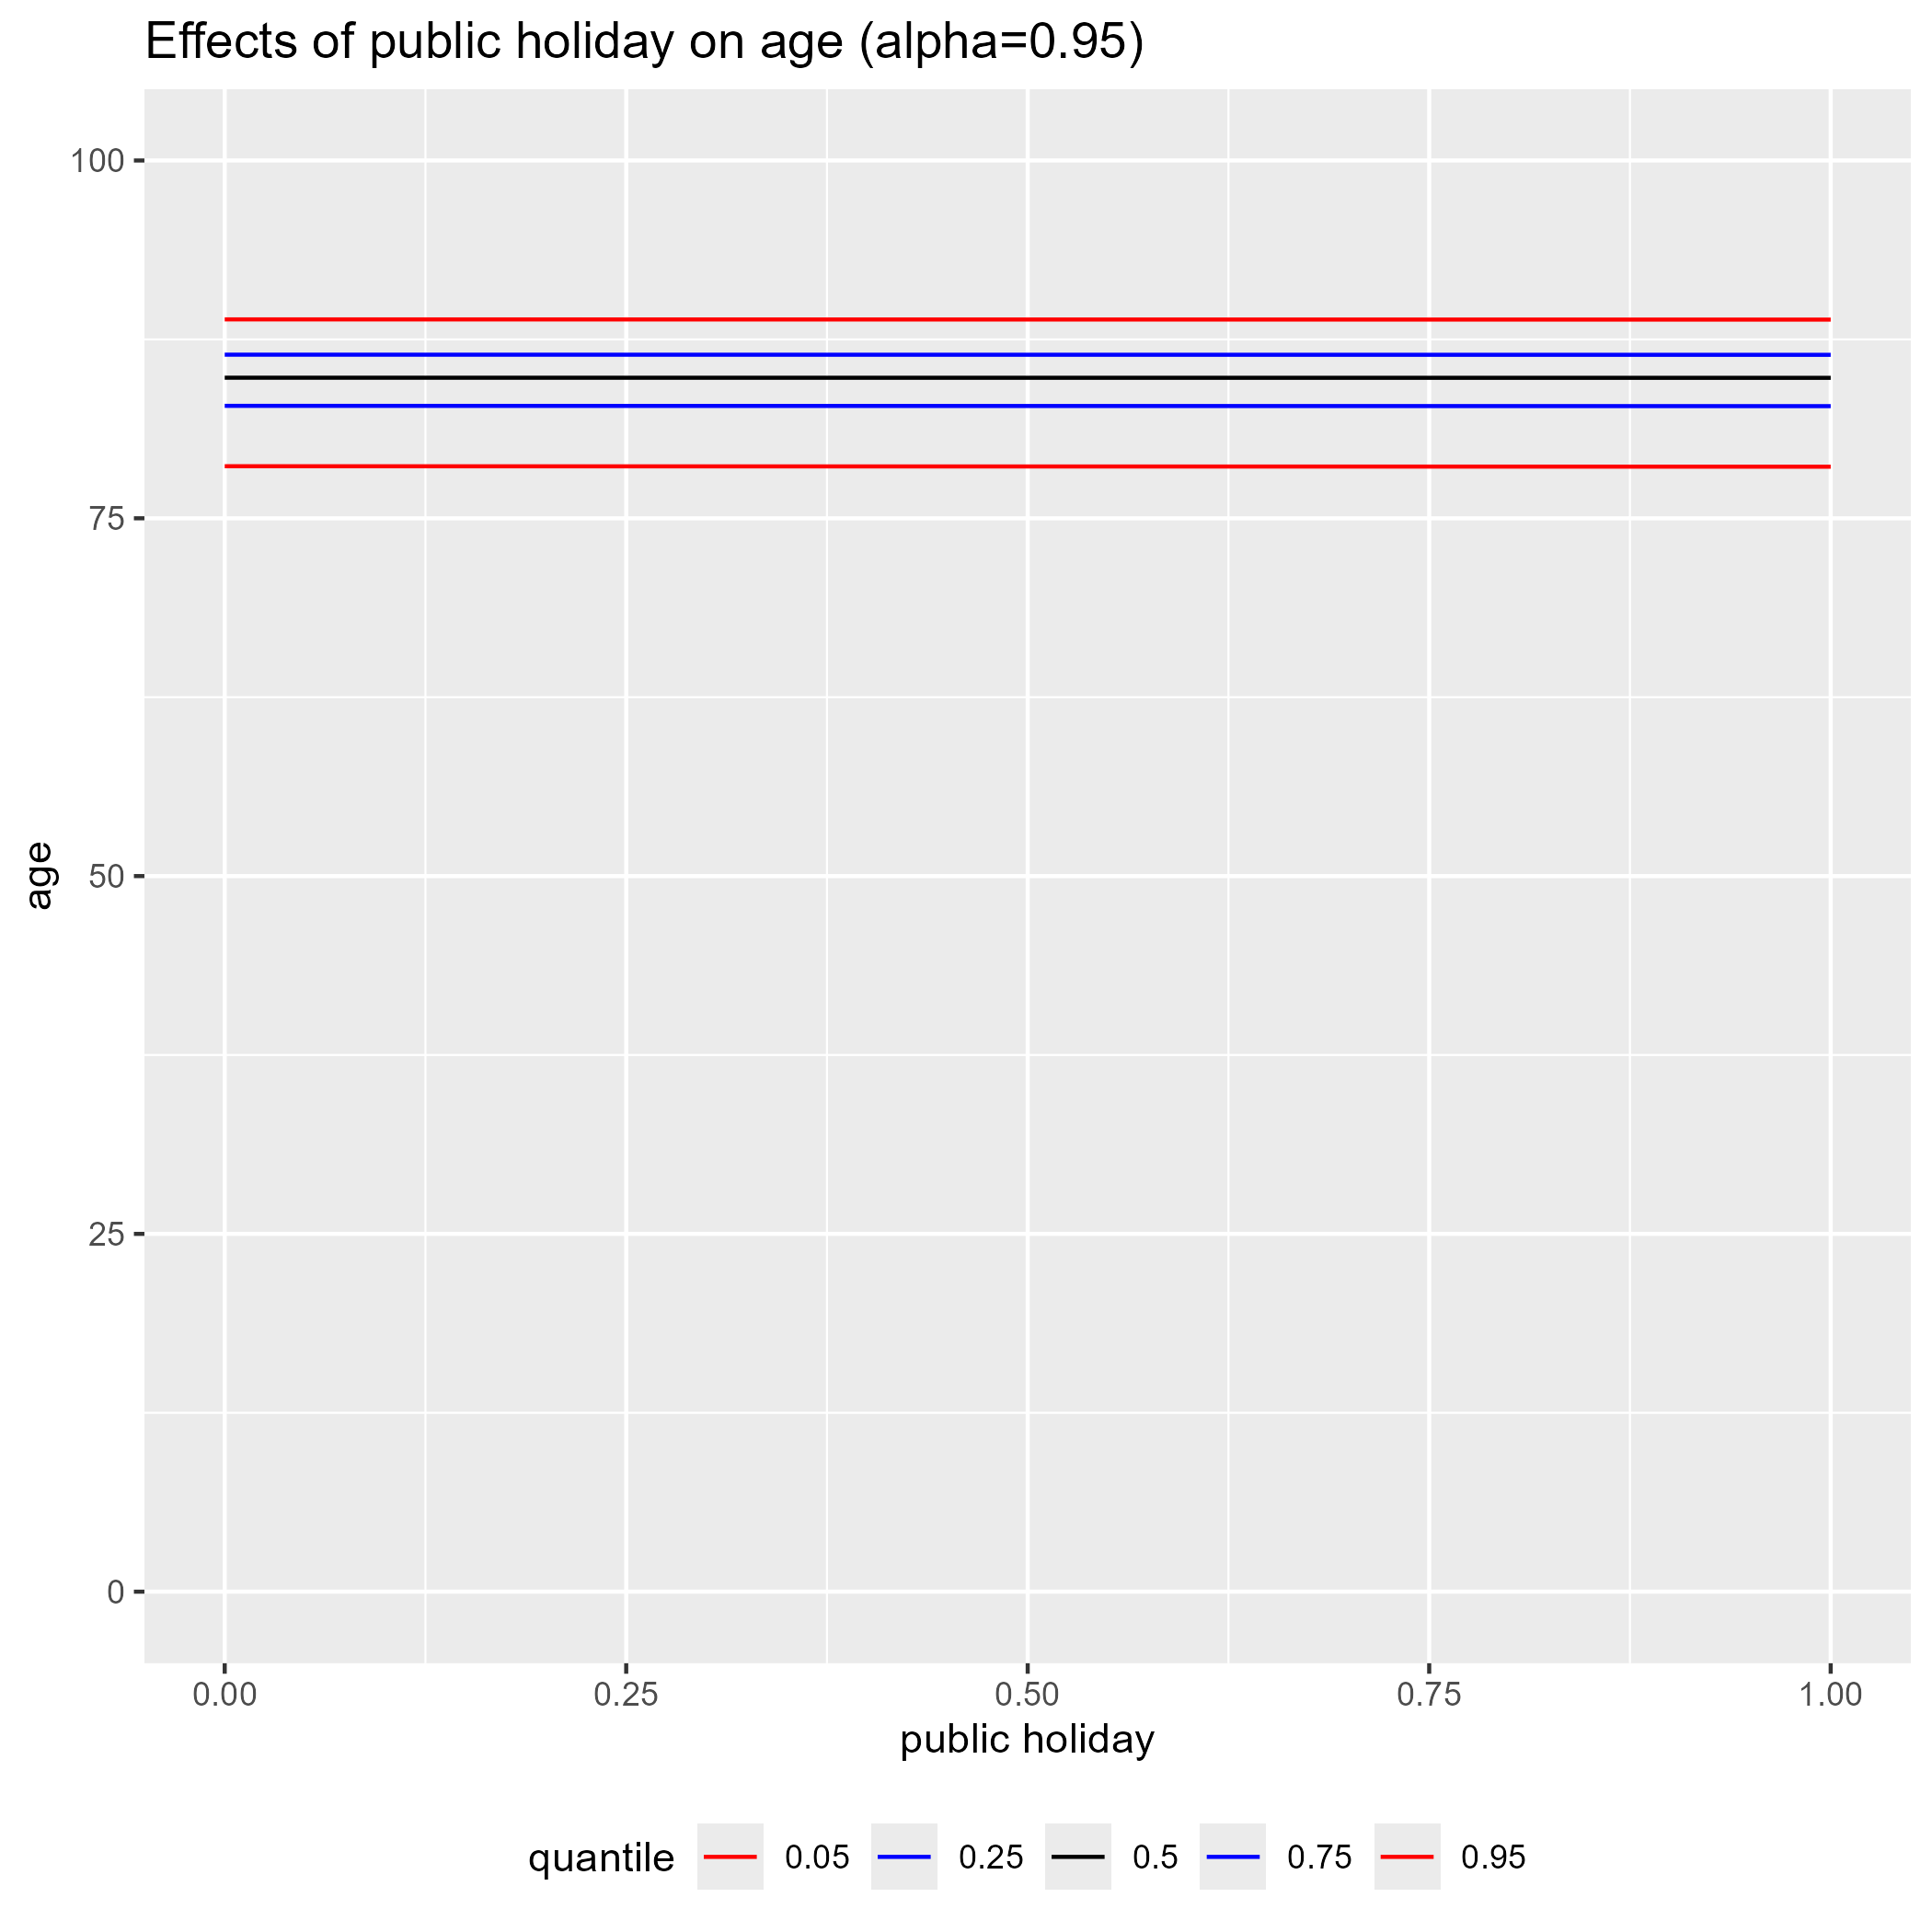 Effects of public holiday on age (alpha=0.95)
100
75
50
25
0
age
0.00 0.25 0.50 0.75 1.00
public holiday
quantile 0.05 0.25 0.5 0.75 0.95